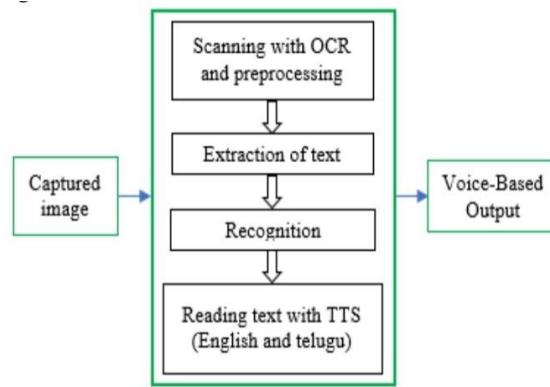 Scanning with OCR
and preprocessing
Extraction of text
Captured
image
Voice-Based
Output
Recognition
Reading text with TTS
(English and telugu)